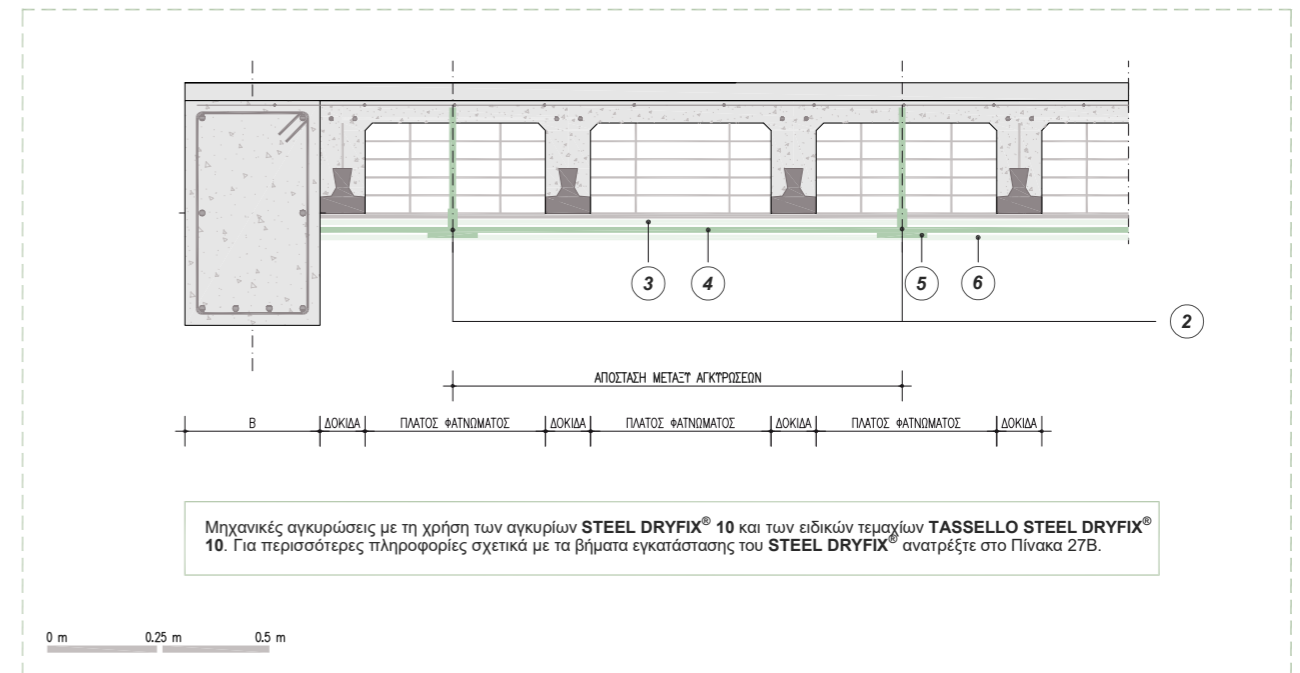 3 4 5 6
2
ΑΠΟΣΤΑΣΗ ΜΕΤΑΞΥ ΑΓΚΥΡΩΣΕΩΝ
Β ΔΟΚΙΔΑ ΠΛΑΤΟΣ ΦΑΤΝΩΜΑΤΟΣ ΔΟΚΙΔΑ ΠΛΑΤΟΣ ΦΑΤΝΩΜΑΤΟΣ ΔΟΚΙΔΑ ΠΛΑΤΟΣ ΦΑΤΝΩΜΑΤΟΣ ΔΟΚΙΔΑ
Μηχανικές αγκυρώσεις με τη χρήση των αγκυρίων STEEL DRYFIX® 10 και των ειδικών τεμαχίων TASSELLO STEEL DRYFIX®
10. Για περισσότερες πληροφορίες σχετικά με τα βήματα εγκατάστασης του STEEL DRYFIX® ανατρέξτε στο Πίνακα 27Β.
0 m 0.25 m 0.5 m